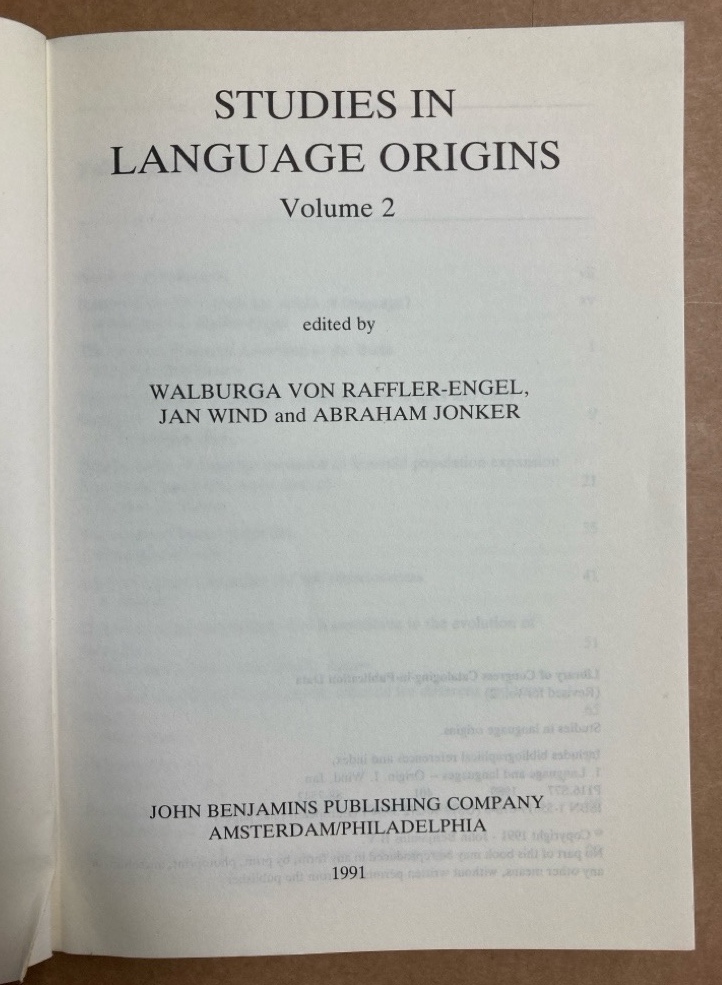 STUDIES IN
LANGUAGE ORIGINS
Volume 2
edited by
WALBURGA VON RAFFLER-ENGEL,
JAN WIND and ABRAHAM JONKER
JOHN BENJAMINS PUBLISHING COMPANY
AMSTERDAM/PHILADELPHIA
1991